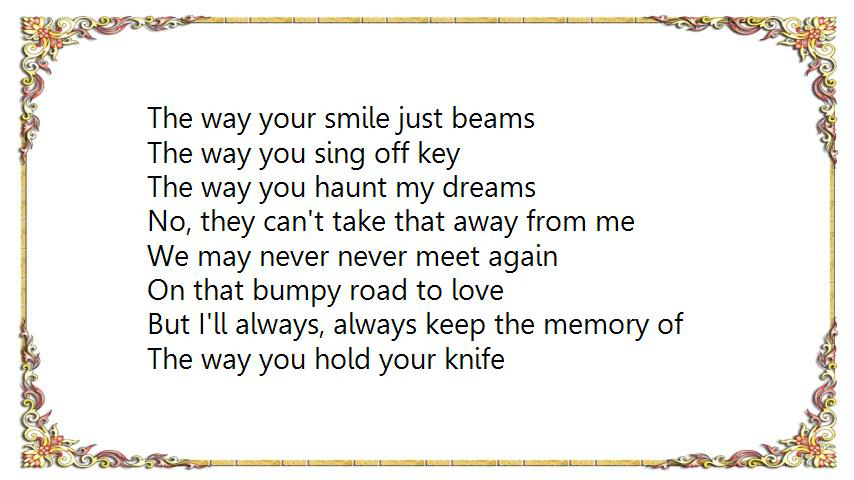 The way your smile just beams
The way you sing off key
The way you haunt my dreams
No, they can't take that away from me
We may never never meet again
On that bumpy road to love
But I'll always, always keep the memory of
The way you hold your knife